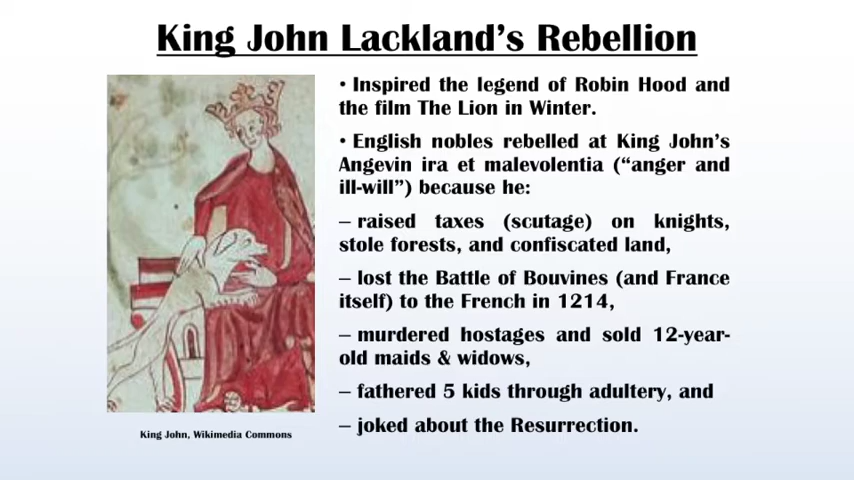 King John Lackland's Rebellion
• Inspired the legend of Robin Hood and
the film The Lion in Winter.
• English nobles rebelled at King John's
Angevin ira et malevolentia ("anger and
ill-will") because he:
– raised taxes (scutage) on knights,
stole forests, and confiscated land,
– lost the Battle of Bouvines (and France
itself) to the French in 1214,
– murdered hostages and sold 12-year-
old maids & widows,
– fathered 5 kids through adultery, and
– joked about the Resurrection.
King John, Wikimedia Commons